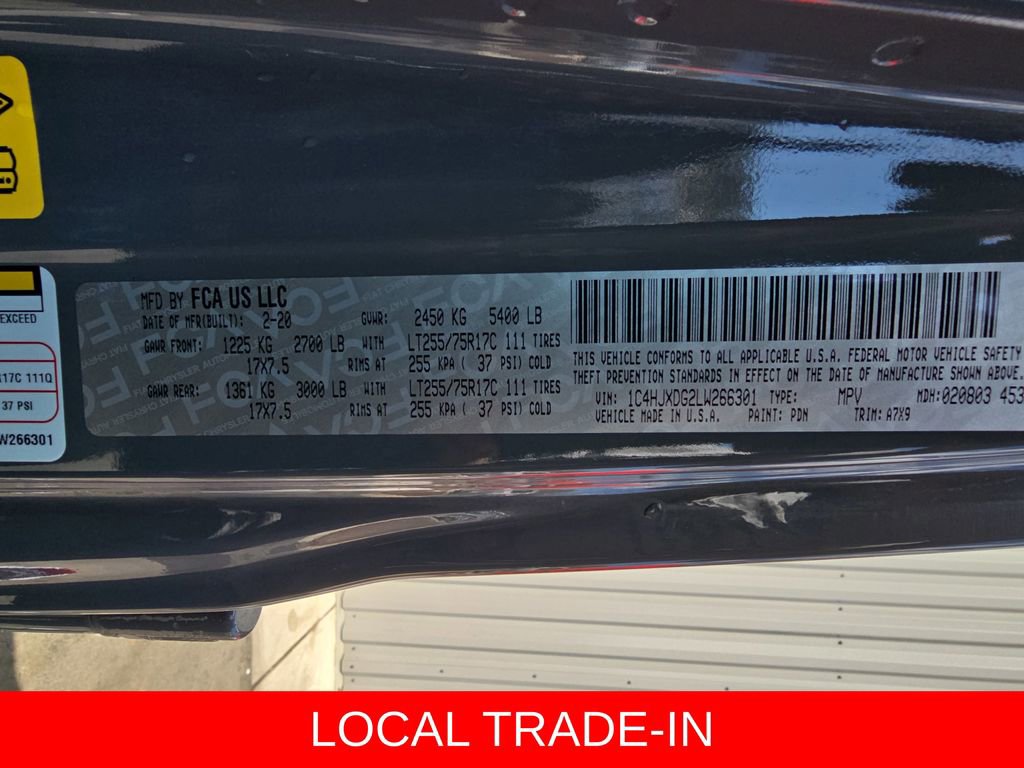 EXCEED
R17C 111Q
37 PSI
W266301
MFD BY FCA US LLC
DATE OF MFR(BUILT): 2-20 GVWR: 2450 KG 5400 LB
GAWR FRONT: 1225 KG 2700 LB WITH LT255/75R17C 111 TIRES
17X7.5 RIMS AT 255 KPA ( 37 PSI) COLD
GAWR REAR: 1361 KG 3000 LB WITH LT255/75R17C 111 TIRES
17X7.5 RIMS AT 255 KPA ( 37 PSI) COLD
THIS VEHICLE CONFORMS TO ALL APPLICABLE U.S.A. FEDERAL MOTOR VEHICLE SAFETY
THEFT PREVENTION STANDARDS IN EFFECT ON THE DATE OF MANUFACTURE SHOWN ABOVE.
VIN: 1C4HJXDG2LW266301 TYPE: MPV MDH: 020803 453
VEHICLE MADE IN U.S.A. PAINT: PDN TRIM: A7X9
LOCAL TRADE-IN